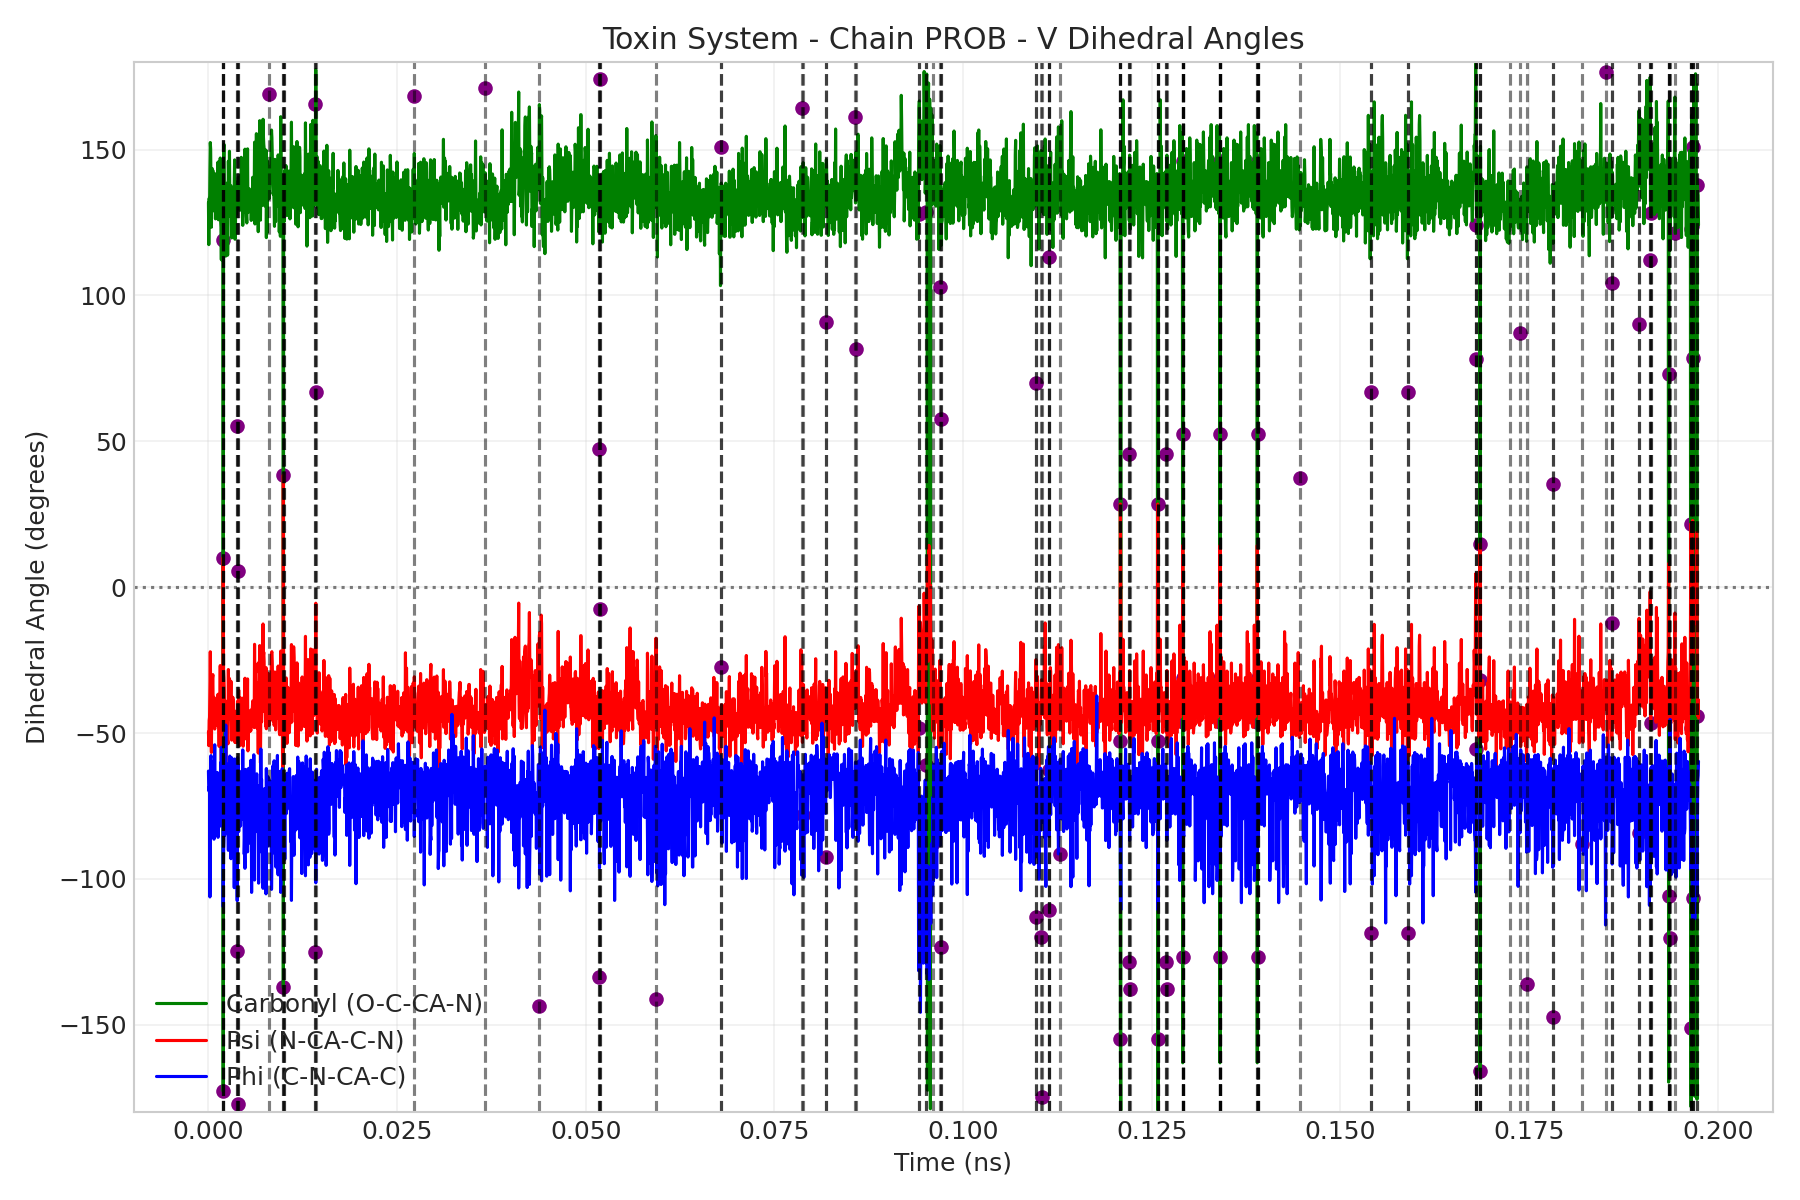 Toxin System - Chain PROB - V Dihedral Angles
Dihedral Angle (degrees)
150
100
50
0
−50
−100
−150
Carbonyl (O-C-CA-N)
Psi (N-CA-C-N)
Phi (C-N-CA-C)
0.000 0.025 0.050 0.075 0.100 0.125 0.150 0.175 0.200
Time (ns)